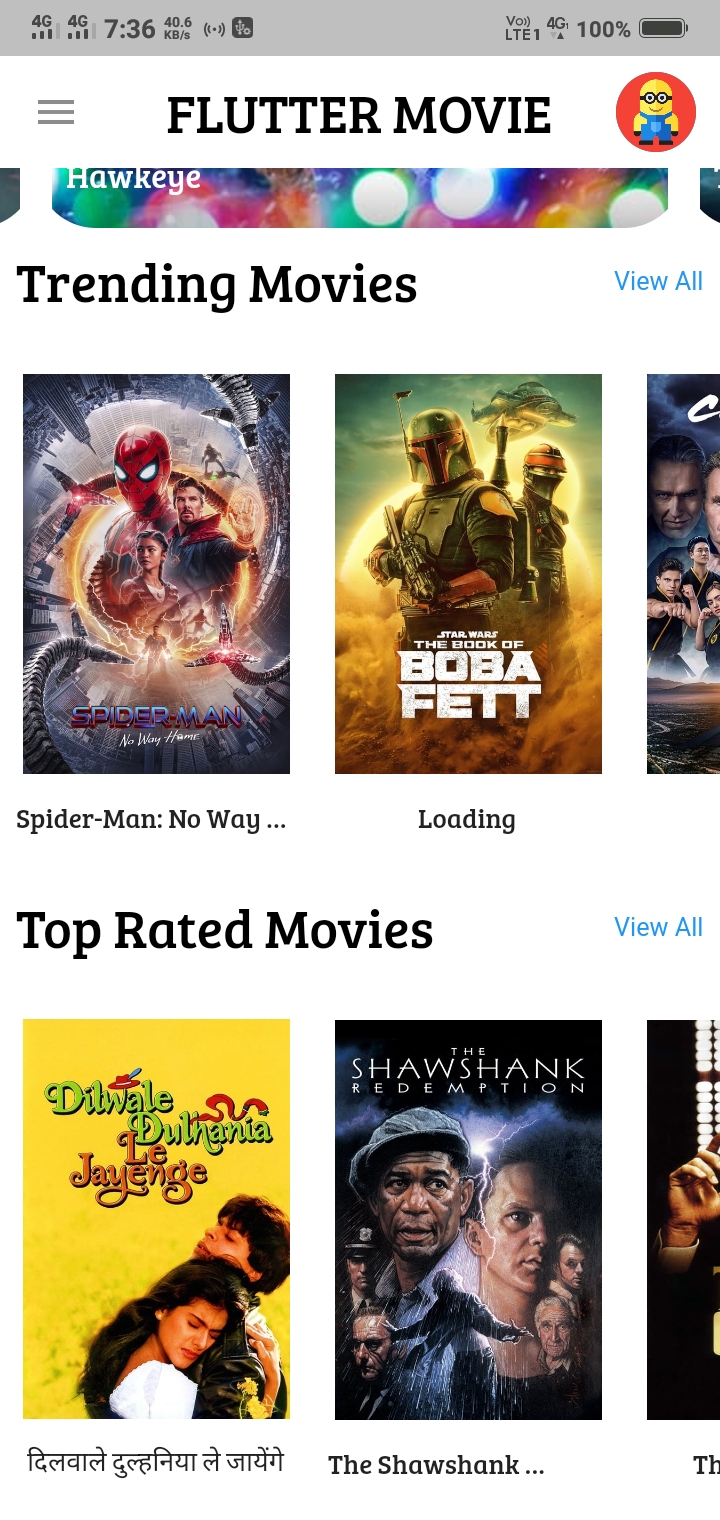 4G 4G 7:36 40.6 KB/s Vo)) LTE1 4G 100%
FLUTTER MOVIE
Hawkeye
Trending Movies View All
SPIDER-MAN
No Way Home
STAR WARS
THE BOOK OF
BOBA
FETT
Spider-Man: No Way ... Loading
Top Rated Movies View All
Dilwale
Dulhania
Le
Jayenge
THE
SHAWSHANK
REDEMPTION
दिलवाले दुल्हनिया ले जायेंगे The Shawshank ... Th